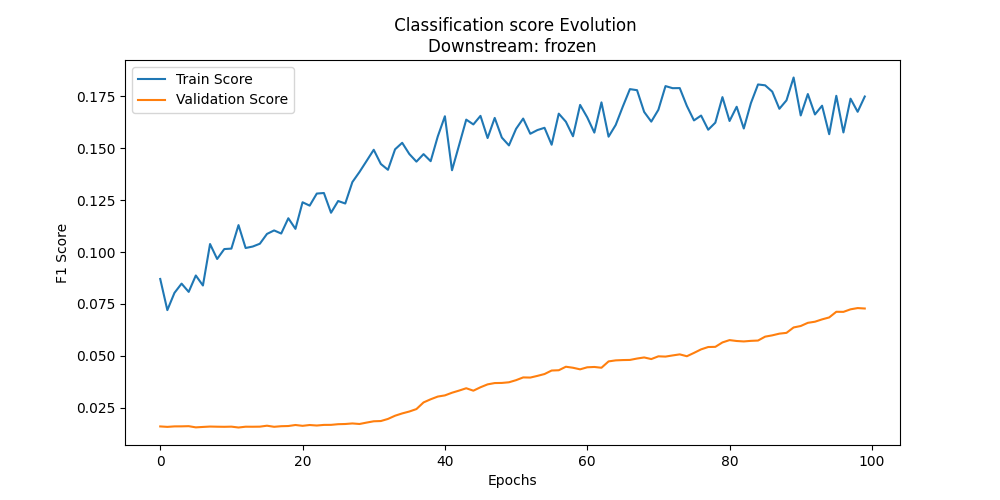 Classification score Evolution
Downstream: frozen
Train Score
Validation Score
F1 Score
0.175
0.150
0.125
0.100
0.075
0.050
0.025
0 20 40 60 80 100
Epochs